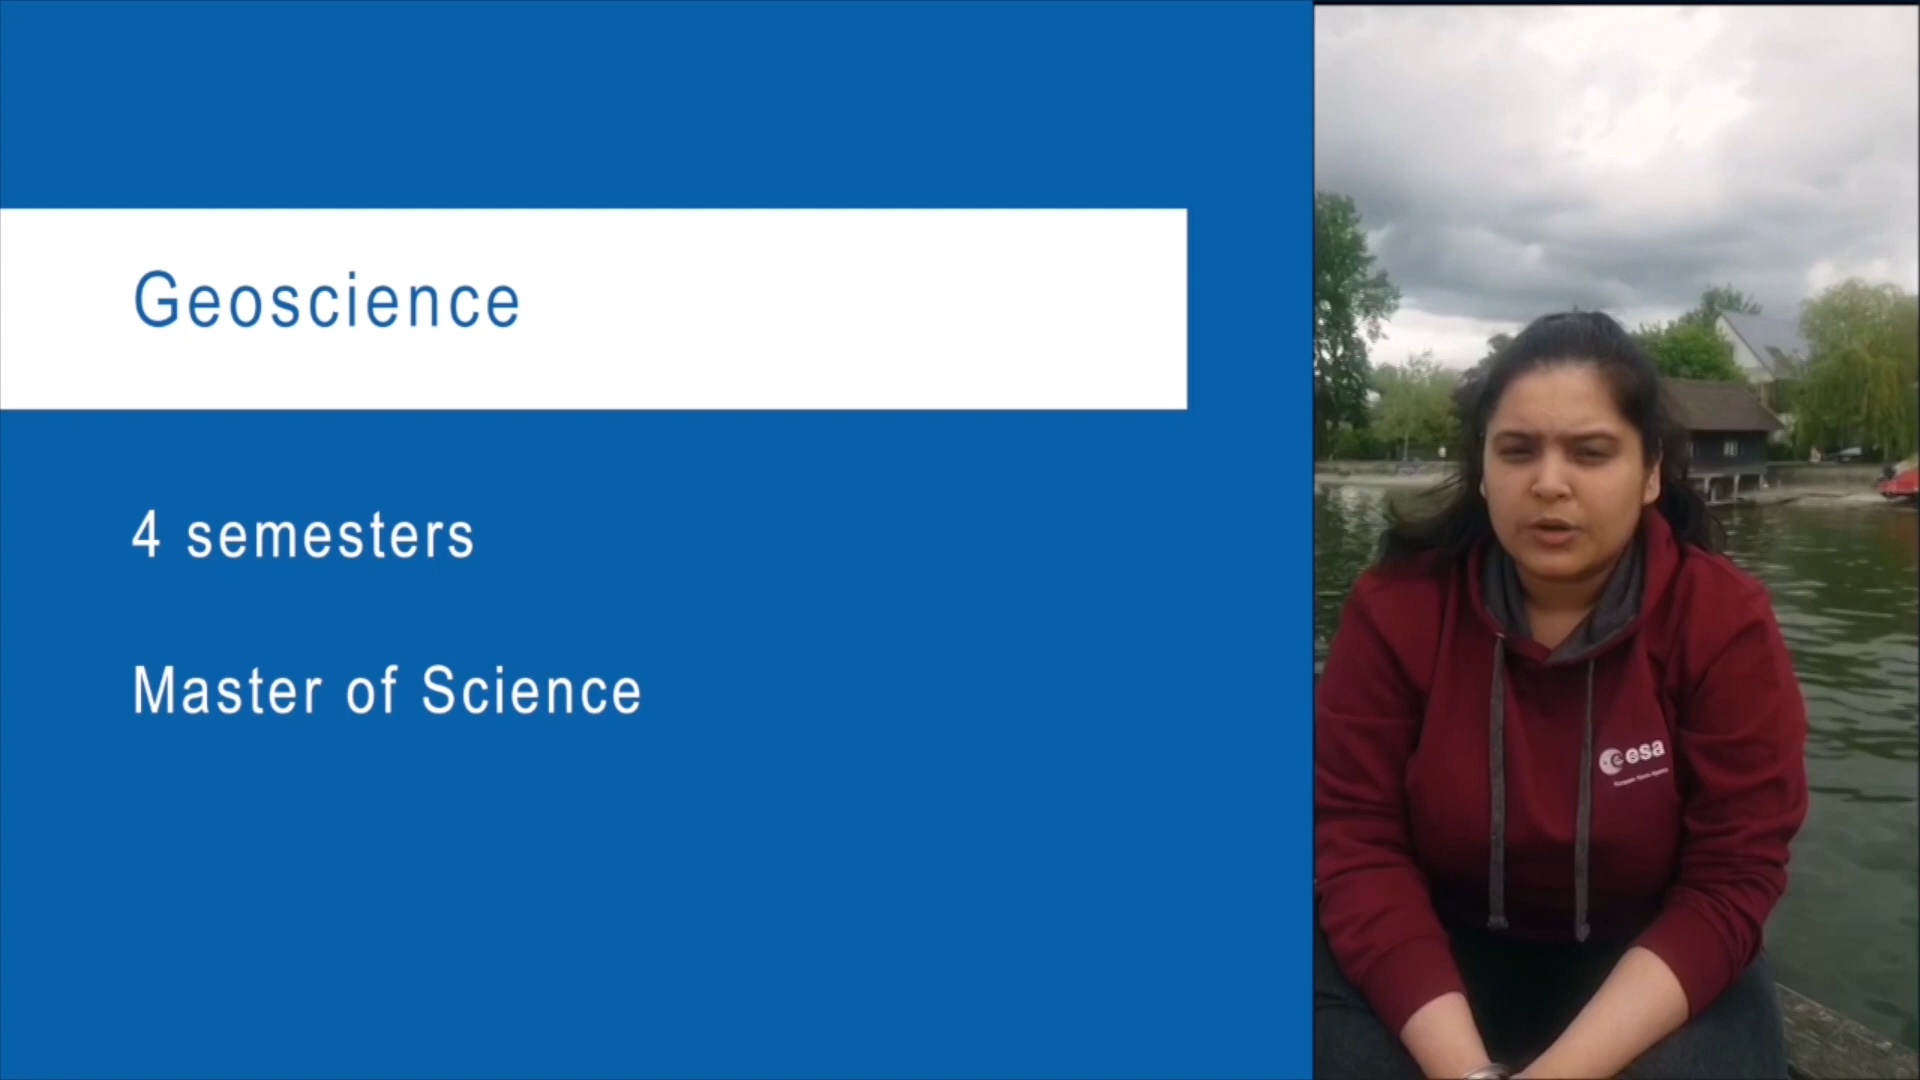 Geoscience
4 semesters
Master of Science
esa